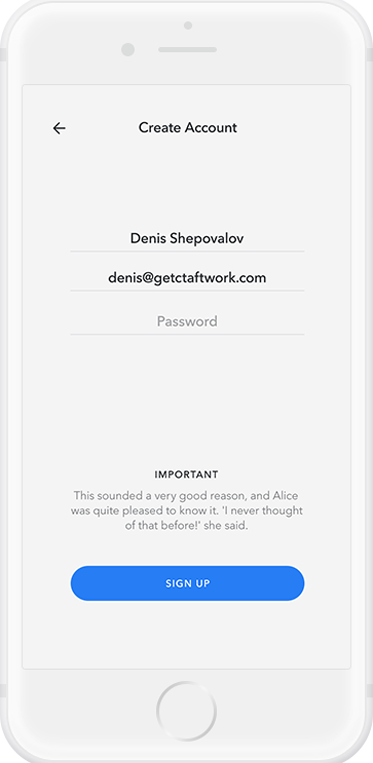 Create Account
Denis Shepovalov
denis@getctaftwork.com
Password
IMPORTANT
This sounded a very good reason, and Alice
was quite pleased to know it. 'I never thought
of that before!' she said.
SIGN UP